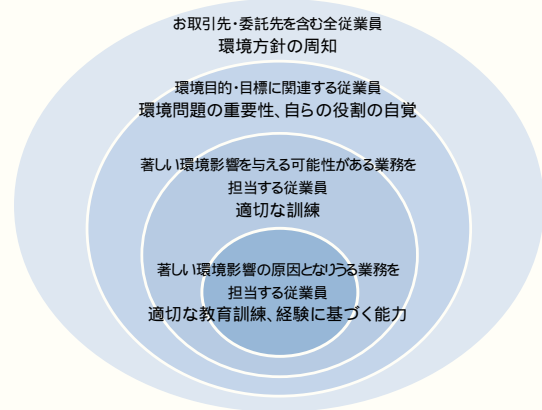 お取引先・委託先を含む全従業員
環境方針の周知
環境目的・目標に関連する従業員
環境問題の重要性、自らの役割の自覚
著しい環境影響を与える可能性がある業務を
担当する従業員
適切な訓練
著しい環境影響の原因となりうる業務を
担当する従業員
適切な教育訓練、経験に基づく能力